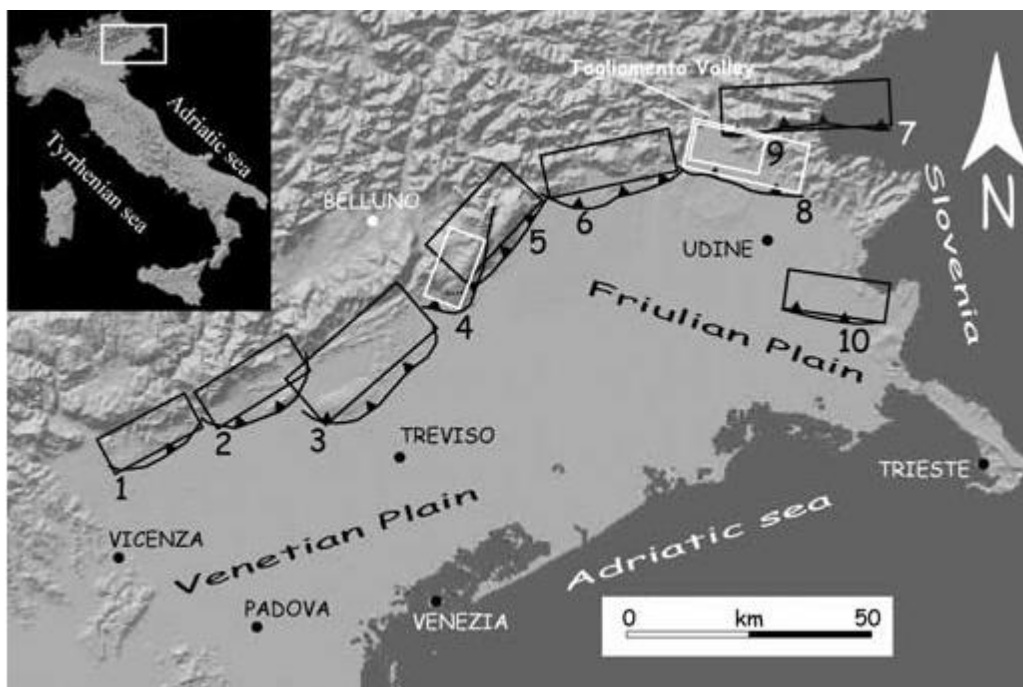 Adriatic sea
Tyrrhenian sea
Tagliamento Valley
7
9
Slovenia
N
BELLUNO
8
5
6
UDINE
4
Friulian Plain
10
2
3
TREVISO
1
TRIESTE
VICENZA
Venetian Plain
Adriatic sea
PADOVA
VENEZIA
0 km 50